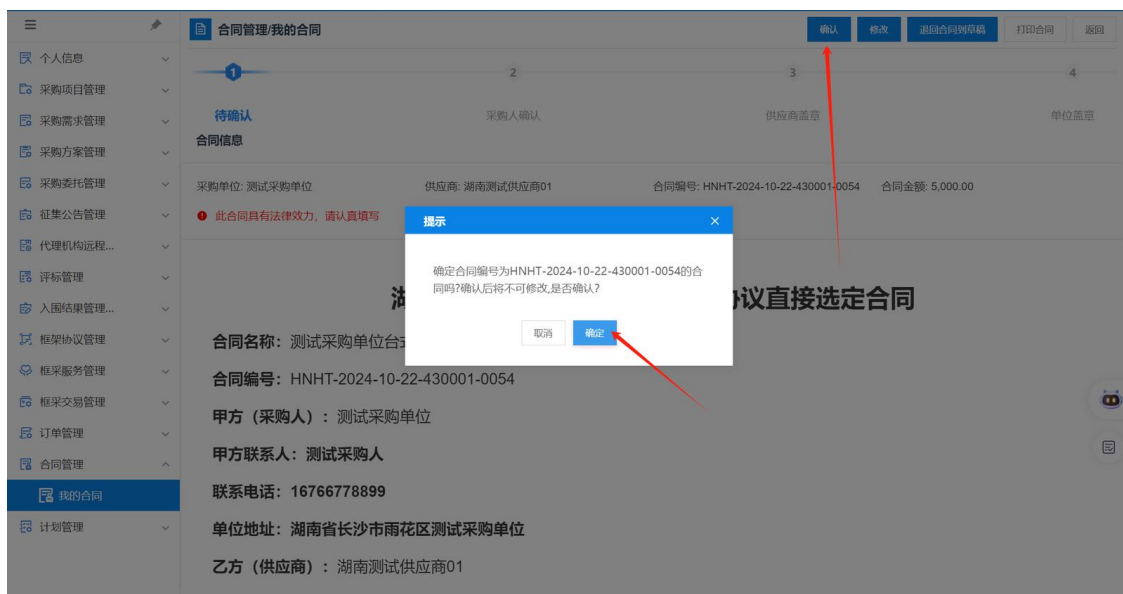 合同管理/我的合同
确认 修改 退回合同到草稿 打印合同 返回
个人信息
采购项目管理
采购需求管理
采购方案管理
采购委托管理
征集公告管理
代理机构远程...
评标管理
入围结果管理...
框架协议管理
框采服务管理
框采交易管理
订单管理
合同管理
我的合同
计划管理
1 2 3 4
待确认 采购人确认 供应商盖章 单位盖章
合同信息
采购单位: 测试采购单位 供应商: 湖南测试供应商01 合同编号: HNHT-2024-10-22-430001-0054 合同金额: 5,000.00
此合同具有法律效力，请认真填写
提示
确定合同编号为HNHT-2024-10-22-430001-0054的合
同吗?确认后将不可修改,是否确认?
取消 确定
议直接选定合同
合同名称：测试采购单位台
合同编号：HNHT-2024-10-22-430001-0054
甲方（采购人）：测试采购单位
甲方联系人：测试采购人
联系电话：16766778899
单位地址：湖南省长沙市雨花区测试采购单位
乙方（供应商）：湖南测试供应商01